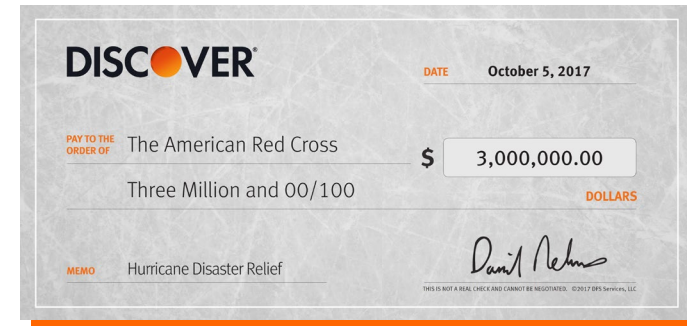 DISCOVER®
DATE October 5, 2017
PAY TO THE ORDER OF The American Red Cross
$ 3,000,000.00
Three Million and 00/100
DOLLARS
MEMO Hurricane Disaster Relief
THIS IS NOT A REAL CHECK AND CANNOT BE NEGOTIATED. ©2017 DFS Services, LLC